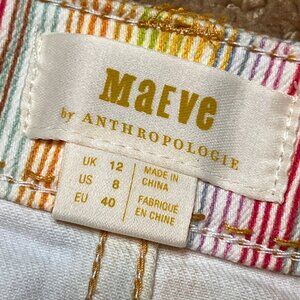 MaEVe
by ANTHROPOLOGIE
UK 12
US 8
EU 40
MADE IN
CHINA
FABRIQUÉ
EN CHINE